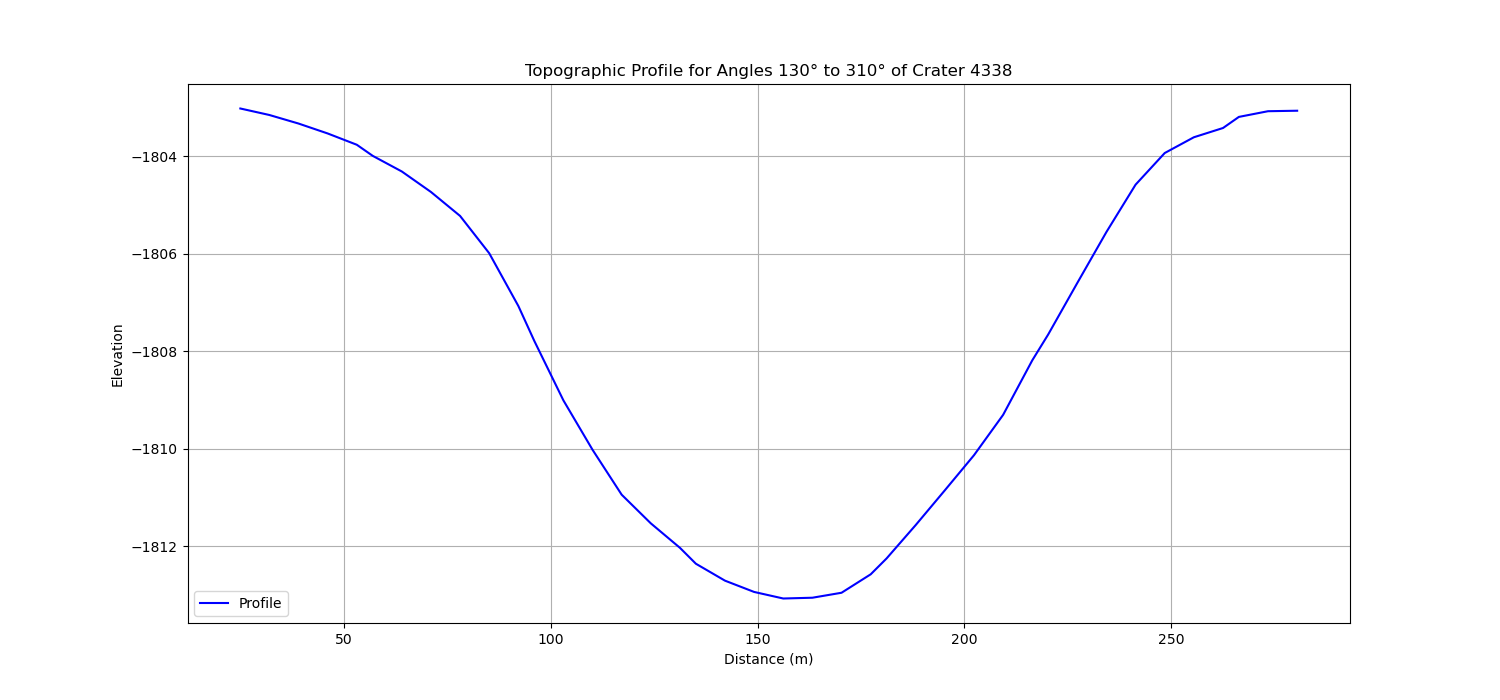 Topographic Profile for Angles 130° to 310° of Crater 4338
−1804
−1806
−1808
−1810
−1812
Elevation
Profile
50
100
150
200
250
Distance (m)